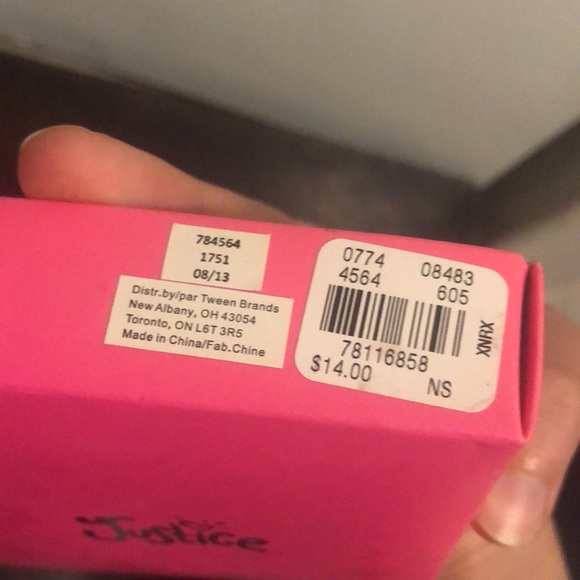 784564
1751
08/13
Distr.by/par Tween Brands
New Albany, OH 43054
Toronto, ON L6T 3R5
Made in China/Fab.Chine
0774 08483
4564 605
XNRX
78116858
$14.00 NS
Justice